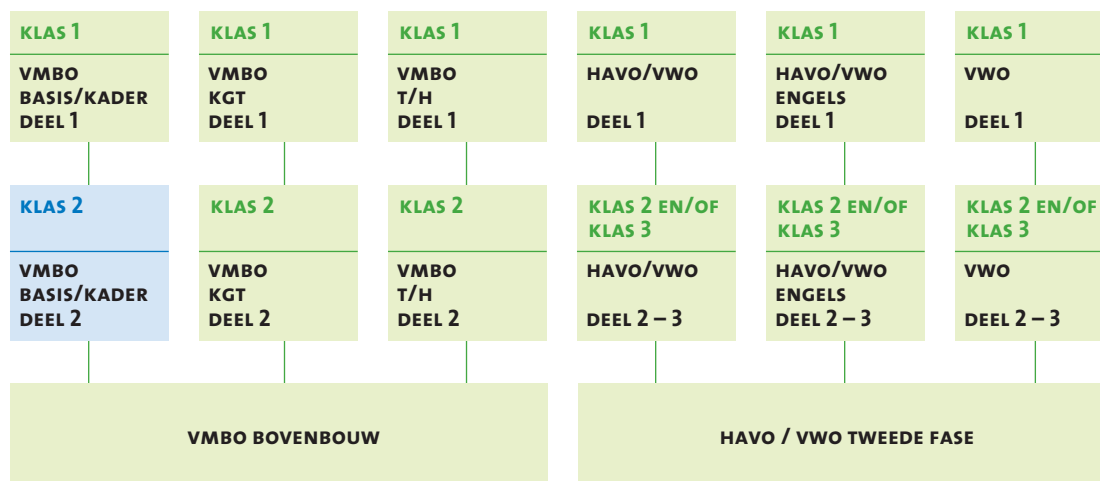 KLAS 1
VMBO
BASIS/KADER
DEEL 1
KLAS 1
VMBO
KGT
DEEL 1
KLAS 1
VMBO
T/H
DEEL 1
KLAS 1
HAVO/VWO
DEEL 1
KLAS 1
HAVO/VWO
ENGELS
DEEL 1
KLAS 1
VWO
DEEL 1
KLAS 2
VMBO
BASIS/KADER
DEEL 2
KLAS 2
VMBO
KGT
DEEL 2
KLAS 2
VMBO
T/H
DEEL 2
KLAS 2 EN/OF
KLAS 3
HAVO/VWO
DEEL 2 – 3
KLAS 2 EN/OF
KLAS 3
HAVO/VWO
ENGELS
DEEL 2 – 3
KLAS 2 EN/OF
KLAS 3
VWO
DEEL 2 – 3
VMBO BOVENBOUW
HAVO / VWO TWEEDE FASE